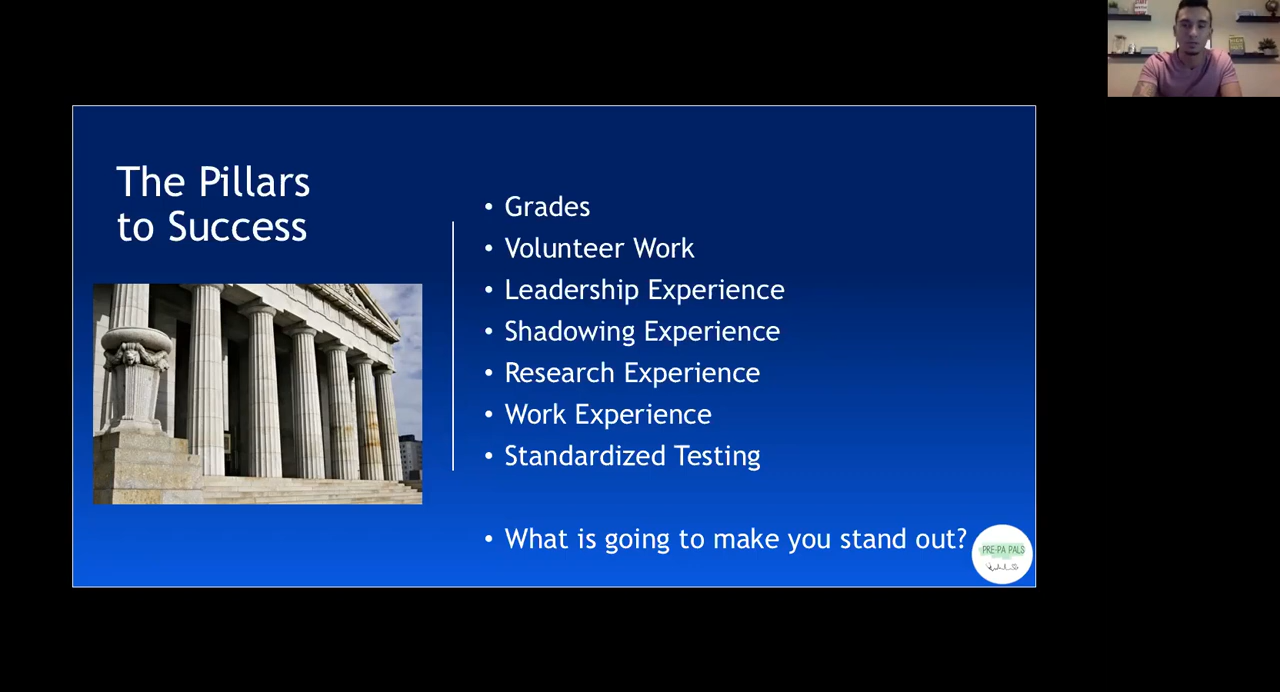 The Pillars
to Success
• Grades
• Volunteer Work
• Leadership Experience
• Shadowing Experience
• Research Experience
• Work Experience
• Standardized Testing
• What is going to make you stand out?
PRE-PA PALS